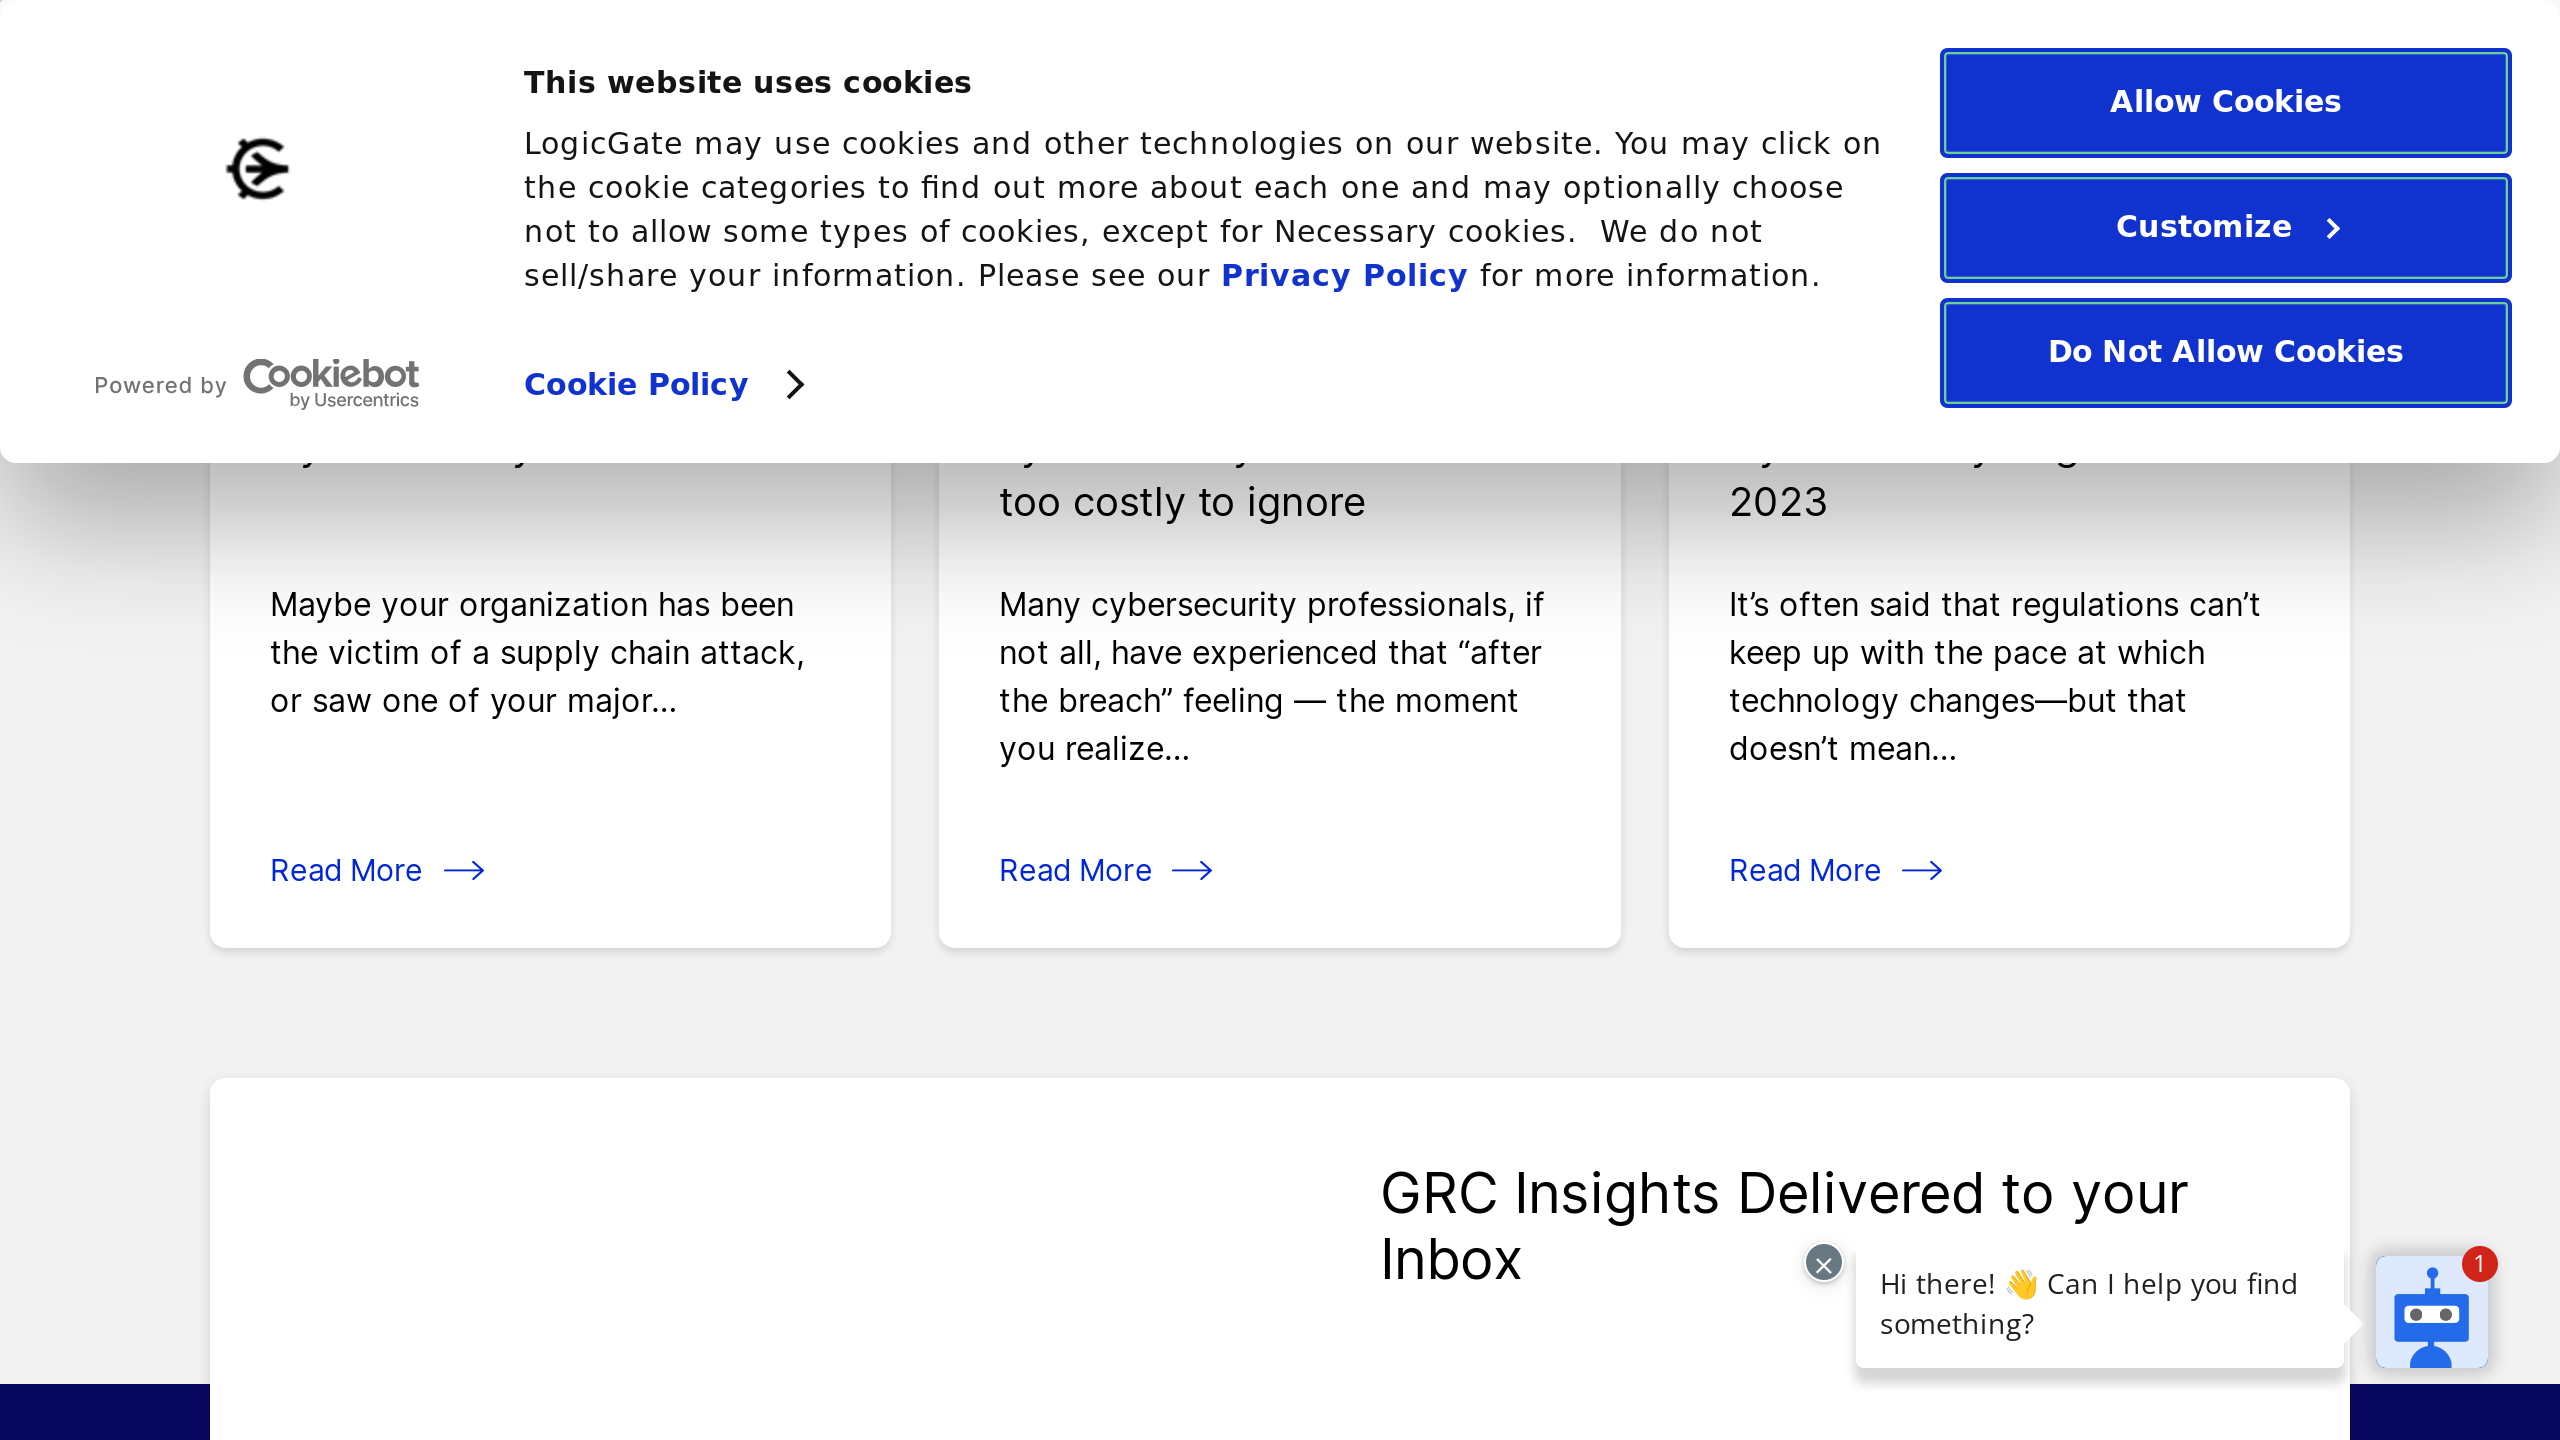 This website uses cookies
LogicGate may use cookies and other technologies on our website. You may click on
the cookie categories to find out more about each one and may optionally choose
not to allow some types of cookies, except for Necessary cookies.  We do not
sell/share your information. Please see our Privacy Policy for more information.
Powered by Cookiebot
by Usercentrics
Cookie Policy
Allow Cookies
Customize
Do Not Allow Cookies
Maybe your organization has been
the victim of a supply chain attack,
or saw one of your major...
Read More
too costly to ignore
Many cybersecurity professionals, if
not all, have experienced that “after
the breach” feeling — the moment
you realize...
Read More
2023
It’s often said that regulations can’t
keep up with the pace at which
technology changes—but that
doesn’t mean...
Read More
GRC Insights Delivered to your
Inbox
Hi there! 👋 Can I help you find
something?
1